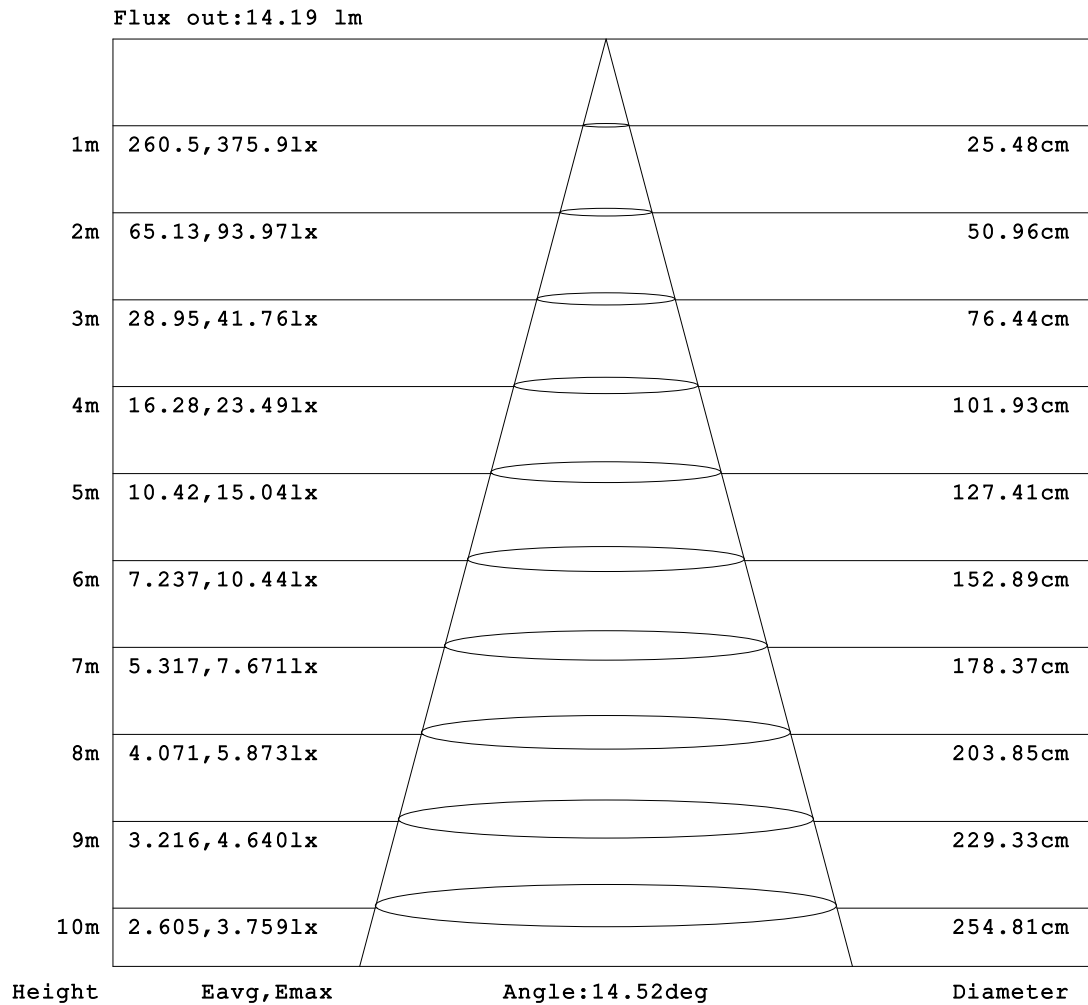 Flux out:14.19 lm
1m 260.5,375.9lx 25.48cm
2m 65.13,93.97lx 50.96cm
3m 28.95,41.76lx 76.44cm
4m 16.28,23.49lx 101.93cm
5m 10.42,15.04lx 127.41cm
6m 7.237,10.44lx 152.89cm
7m 5.317,7.671lx 178.37cm
8m 4.071,5.873lx 203.85cm
9m 3.216,4.640lx 229.33cm
10m 2.605,3.759lx 254.81cm
Height Eavg,Emax Angle:14.52deg Diameter